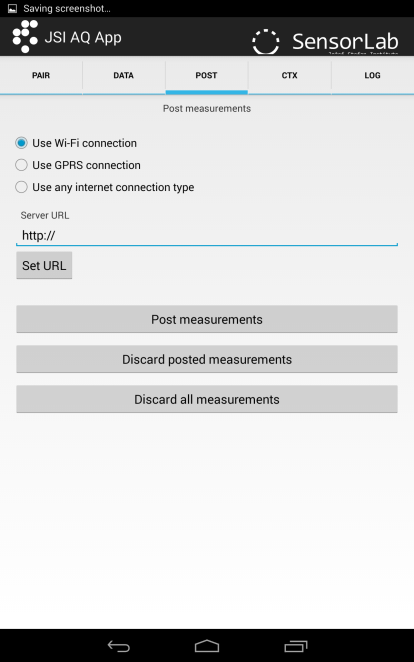 Saving screenshot...
JSI AQ App
SensorLab
Jožef Stefan Institute
PAIR
DATA
POST
CTX
LOG
Post measurements
Use Wi-Fi connection
Use GPRS connection
Use any internet connection type
Server URL
http://
Set URL
Post measurements
Discard posted measurements
Discard all measurements